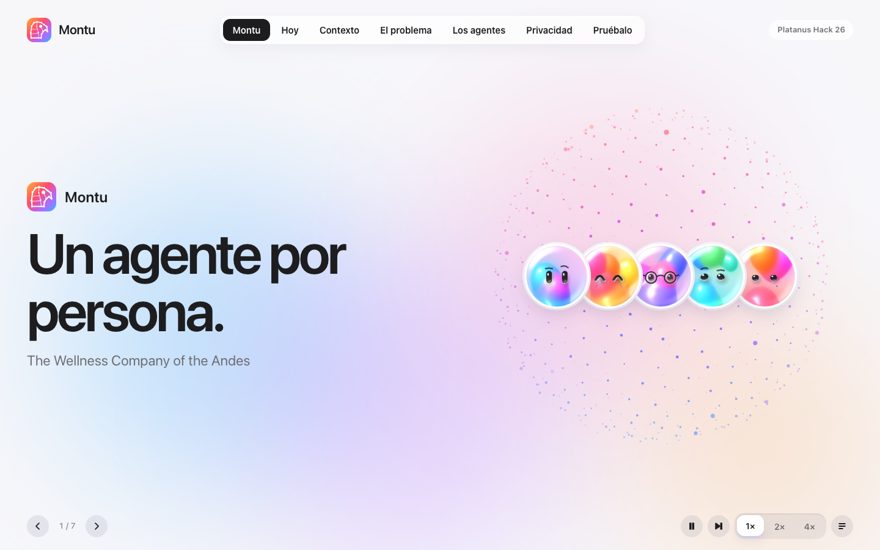 Montu
Montu
Hoy
Contexto
El problema
Los agentes
Privacidad
Pruébalo
Platanus Hack 26
Montu
Un agente por
persona.
The Wellness Company of the Andes
1 / 7
1×
2×
4×